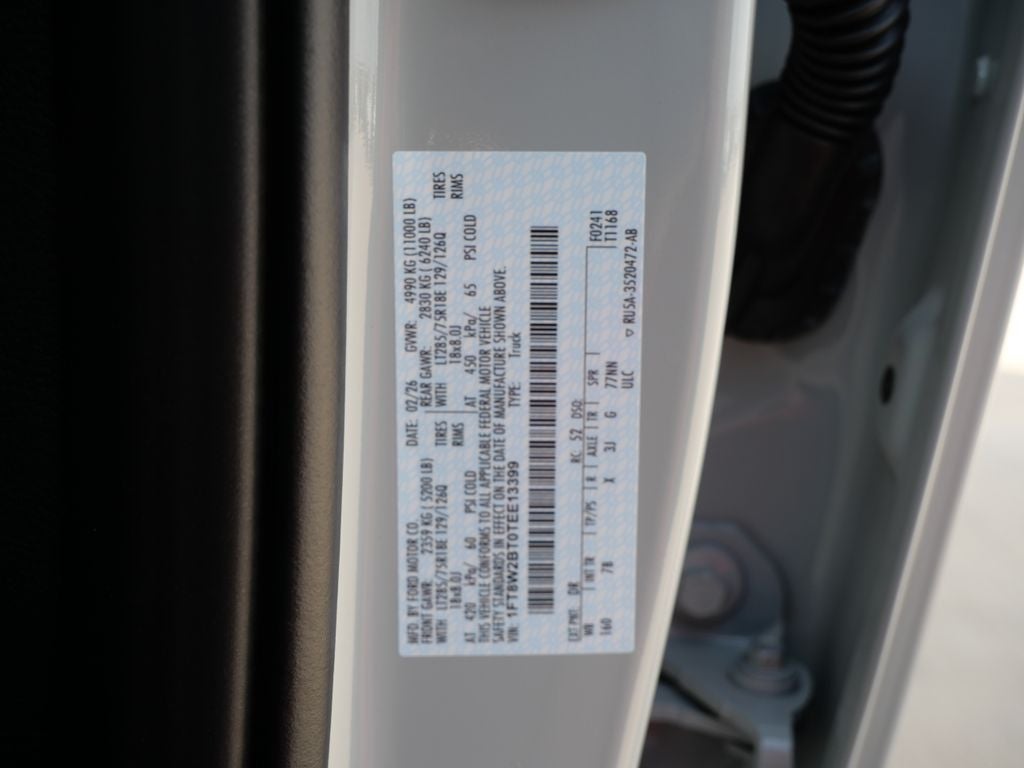 MFD. BY FORD MOTOR CO. DATE: 02/26 GVWR: 4990 KG (11000 LB)
FRONT GAWR: 2359 KG ( 5200 LB) REAR GAWR: 2830 KG ( 6240 LB)
WITH LT285/75R18E 129/126Q TIRES WITH LT285/75R18E 129/126Q TIRES
18x8.0J RIMS 18x8.0J RIMS
AT 420 kPa/ 60 PSI COLD AT 450 kPa/ 65 PSI COLD
THIS VEHICLE CONFORMS TO ALL APPLICABLE FEDERAL MOTOR VEHICLE
SAFETY STANDARDS IN EFFECT ON THE DATE OF MANUFACTURE SHOWN ABOVE.
VIN: 1FT8W2BT0TEE13399 TYPE: Truck
EXT PNT: DR RC: 52 DSO: F0241
WB INT TR TP/PS R AXLE TR SPR T1168
160 7B X 3J G 77NN
ULC ▽ RU5A-3520472-AB